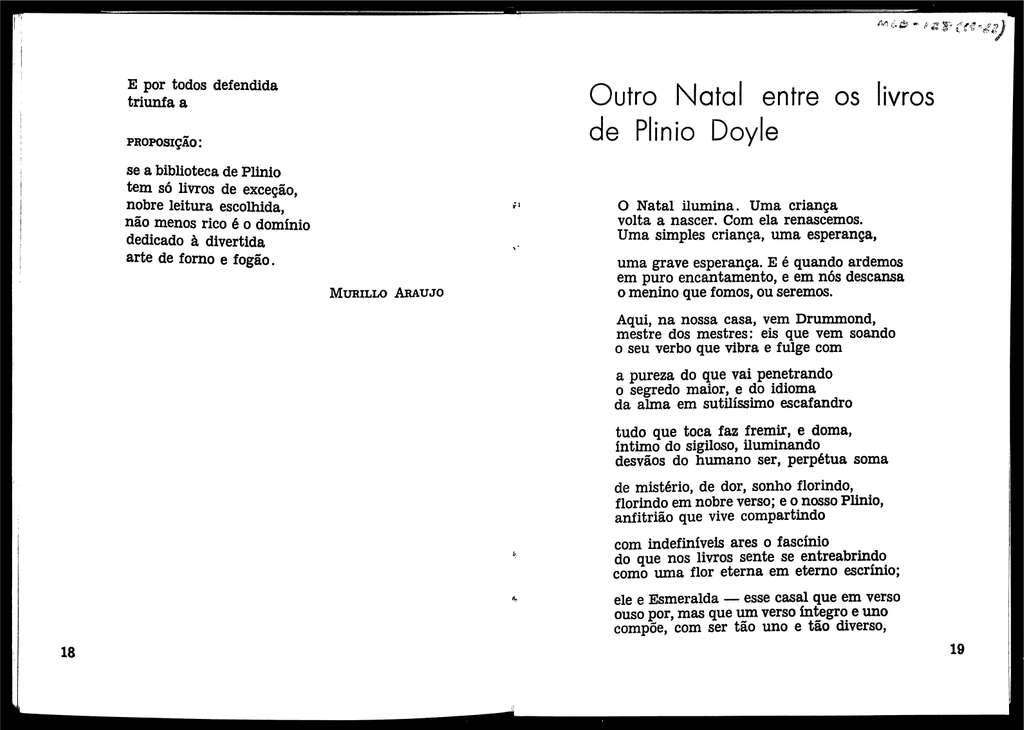 E por todos defendida
triunfa a
PROPOSIÇÃO:
se a biblioteca de Plinio
tem só livros de exceção,
nobre leitura escolhida,
não menos rico é o domínio
dedicado à divertida
arte de forno e fogão.
MURILLO ARAUJO
18
Outro Natal entre os livros
de Plinio Doyle
O Natal ilumina. Uma criança
volta a nascer. Com ela renascemos.
Uma simples criança, uma esperança,
uma grave esperança. E é quando ardemos
em puro encantamento, e em nós descansa
o menino que fomos, ou seremos.
Aqui, na nossa casa, vem Drummond,
mestre dos mestres: eis que vem soando
o seu verbo que vibra e fulge com
a pureza do que vai penetrando
o segredo maior, e do idioma
da alma em sutilíssimo escafandro
tudo que toca faz fremir, e doma,
íntimo do sigiloso, iluminando
desvãos do humano ser, perpétua soma
de mistério, de dor, sonho florindo,
florindo em nobre verso; e o nosso Plinio,
anfitrião que vive compartindo
com indefiníveis ares o fascínio
do que nos livros sente se entreabrindo
como uma flor eterna em eterno escrínio;
ele e Esmeralda — esse casal que em verso
ouso por, mas que um verso íntegro e uno
compõe, com ser tão uno e tão diverso,
19